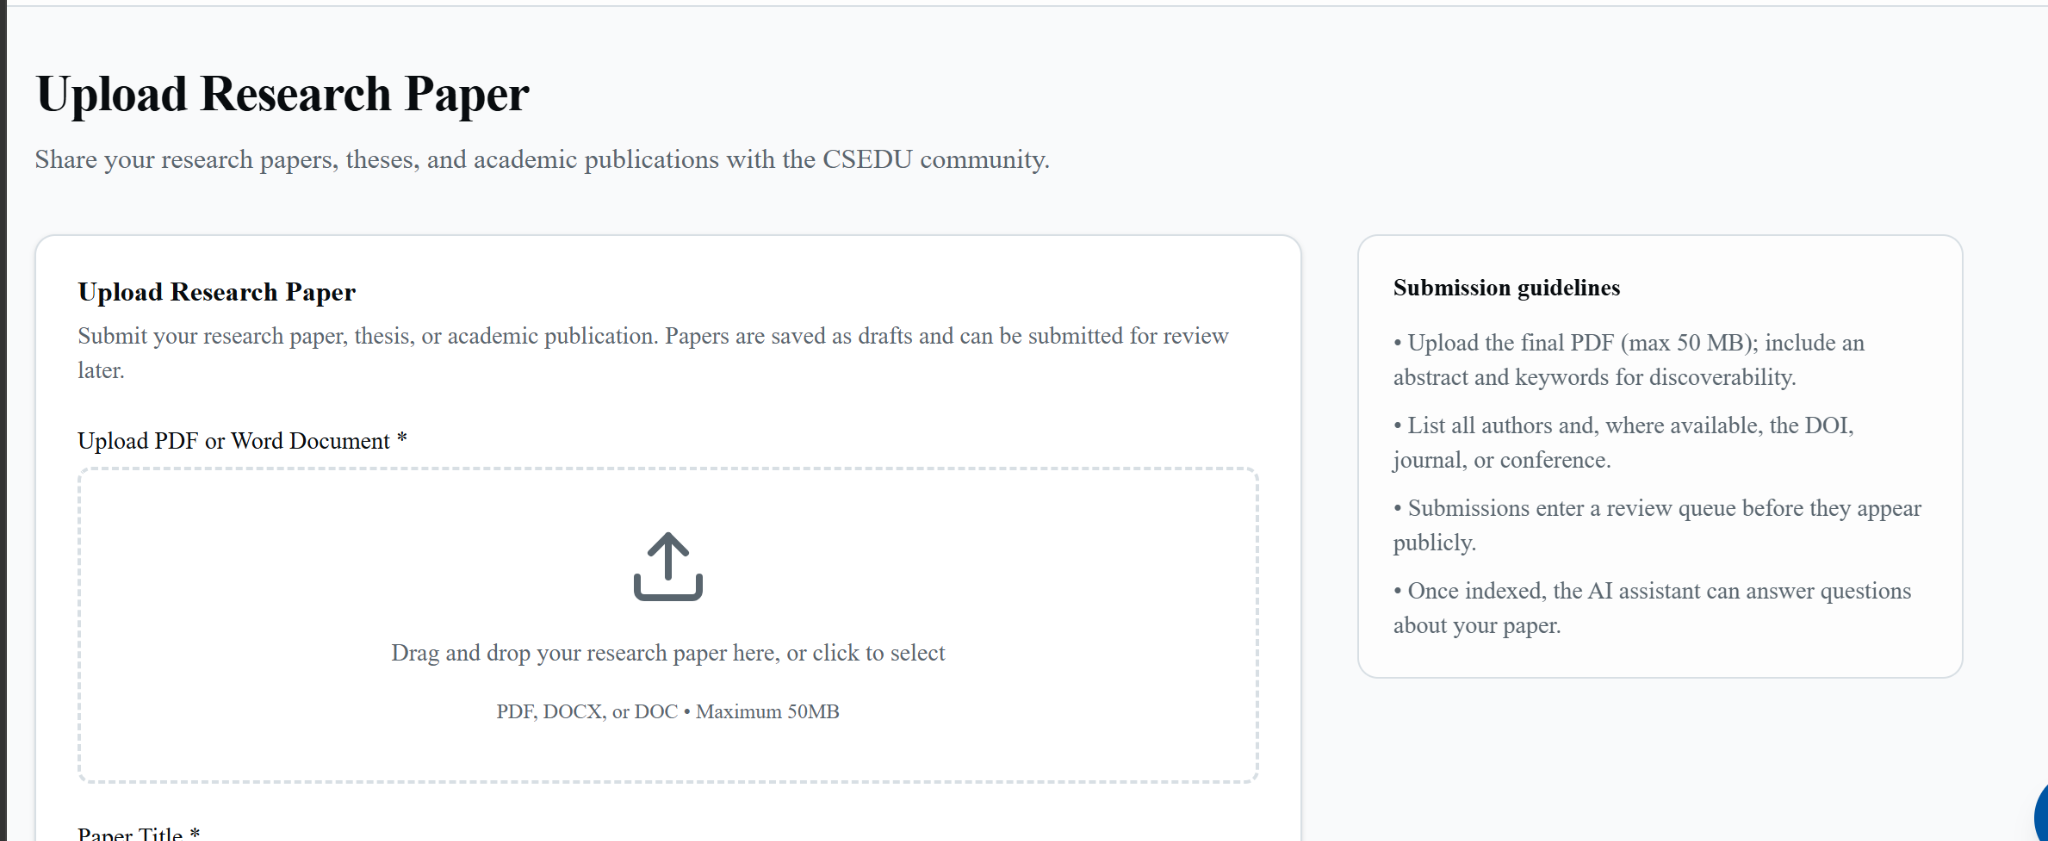 Upload Research Paper
Share your research papers, theses, and academic publications with the CSEDU community.
Upload Research Paper
Submit your research paper, thesis, or academic publication. Papers are saved as drafts and can be submitted for review
later.
Upload PDF or Word Document *
Drag and drop your research paper here, or click to select
PDF, DOCX, or DOC • Maximum 50MB
Paper Title *
Submission guidelines
• Upload the final PDF (max 50 MB); include an
abstract and keywords for discoverability.
• List all authors and, where available, the DOI,
journal, or conference.
• Submissions enter a review queue before they appear
publicly.
• Once indexed, the AI assistant can answer questions
about your paper.